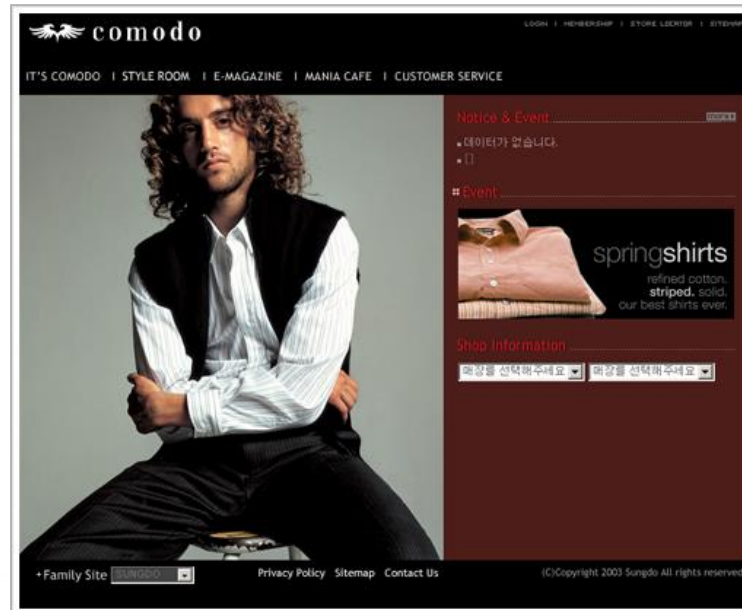 comodo
LOGIN | MEMBERSHIP | STORE LOCATOR | SITEMAP
IT'S COMODO | STYLE ROOM | E-MAGAZINE | MANIA CAFE | CUSTOMER SERVICE
Notice & Event
데이터가 없습니다.
[]
Event
springshirts
refined cotton.
striped. solid.
our best shirts ever.
Shop Information
매장를 선택해주세요 매장를 선택해주세요
+Family Site SUNGDO Privacy Policy Sitemap Contact Us (C)Copyright 2003 Sungdo All rights reserved